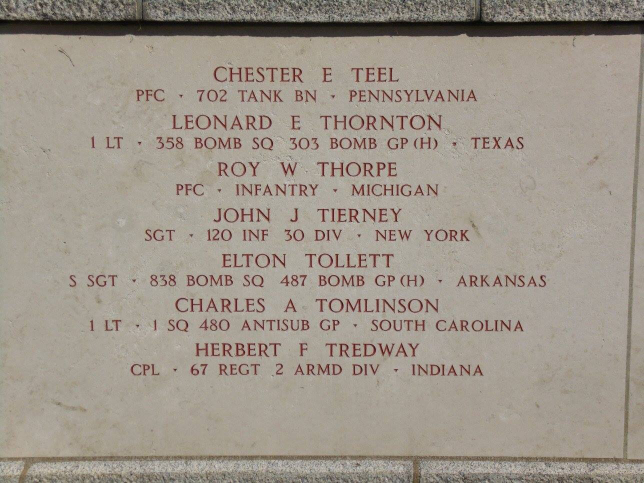 CHESTER E TEEL
PFC · 702 TANK BN · PENNSYLVANIA
LEONARD E THORNTON
1 LT · 358 BOMB SQ 303 BOMB GP (H) · TEXAS
ROY W THORPE
PFC · INFANTRY · MICHIGAN
JOHN J TIERNEY
SGT · 120 INF 30 DIV · NEW YORK
ELTON TOLLETT
S SGT · 838 BOMB SQ 487 BOMB GP (H) · ARKANSAS
CHARLES A TOMLINSON
1 LT · 1 SQ 480 ANTISUB GP · SOUTH CAROLINA
HERBERT F TREDWAY
CPL · 67 REGT 2 ARMD DIV · INDIANA